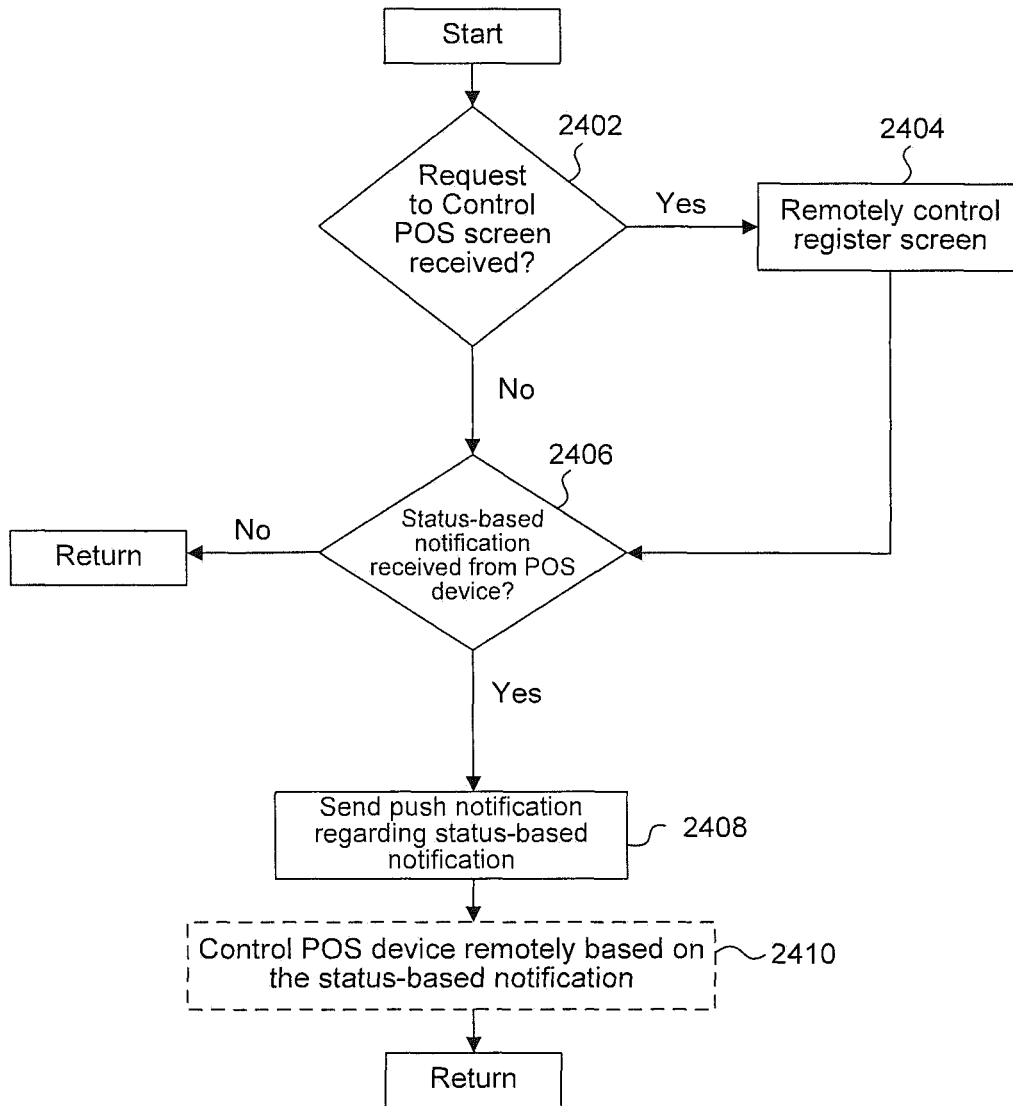 Start
2402
Request
to Control
POS screen
received?
Yes
2404
Remotely control
register screen
No
2406
Status-based
notification
received from POS
device?
No
Return
Yes
Send push notification
regarding status-based
notification
2408
Control POS device remotely based on
the status-based notification
2410
Return